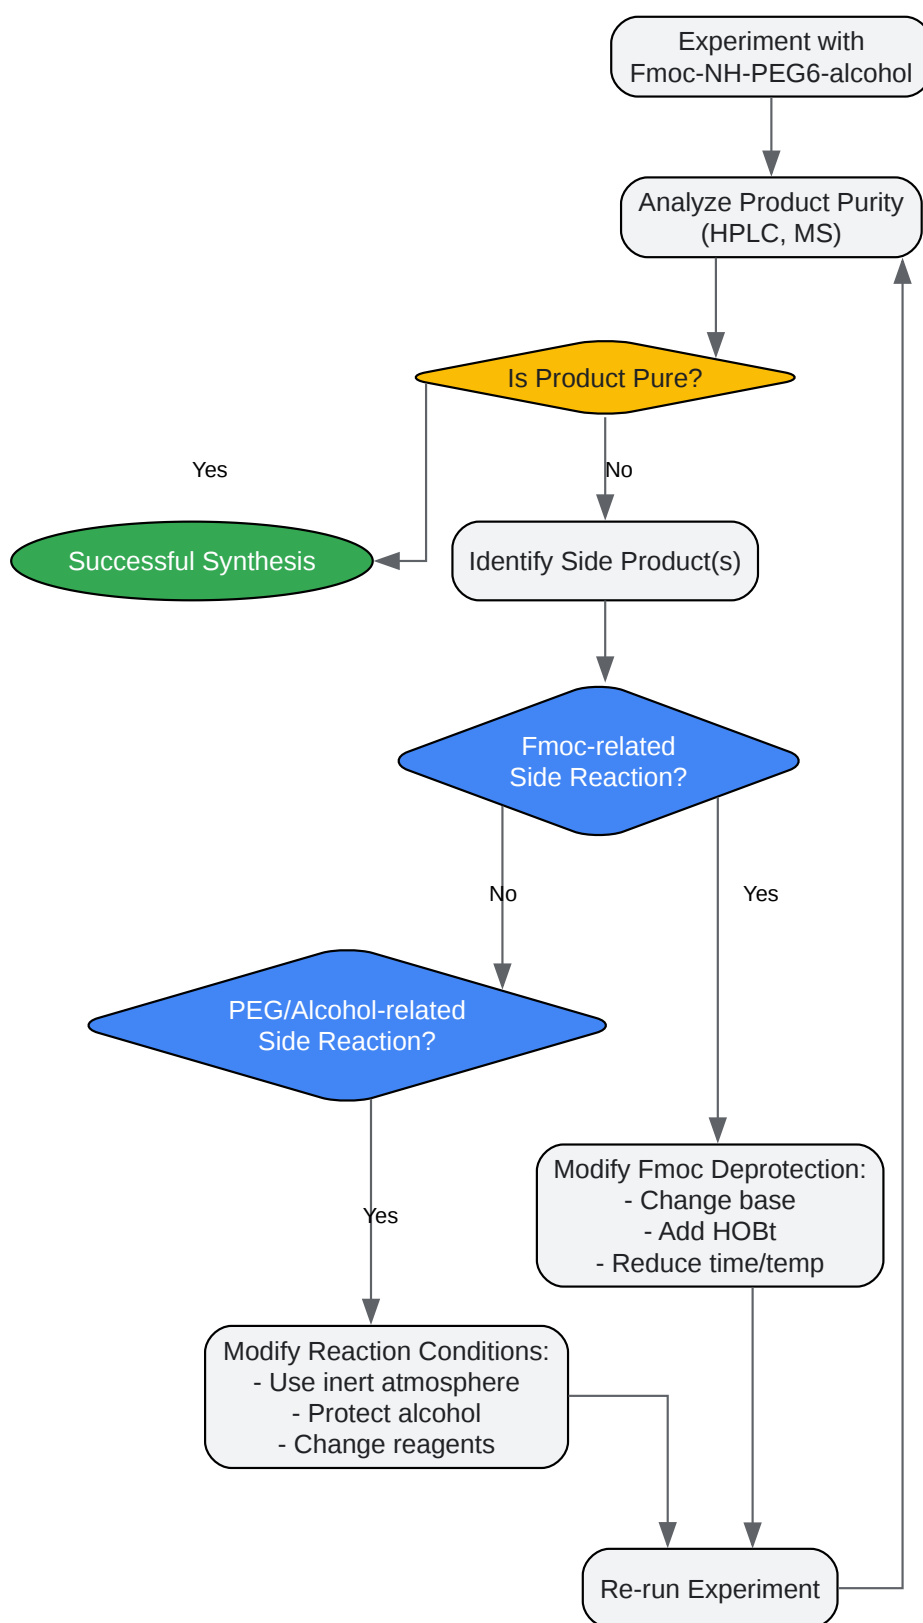 Experiment with
Fmoc-NH-PEG6-alcohol
Analyze Product Purity
(HPLC, MS)
Is Product Pure?
Yes
No
Successful Synthesis
Identify Side Product(s)
Fmoc-related
Side Reaction?
No
Yes
PEG/Alcohol-related
Side Reaction?
Modify Fmoc Deprotection:
- Change base
- Add HOBt
- Reduce time/temp
Yes
Modify Reaction Conditions:
- Use inert atmosphere
- Protect alcohol
- Change reagents
Re-run Experiment